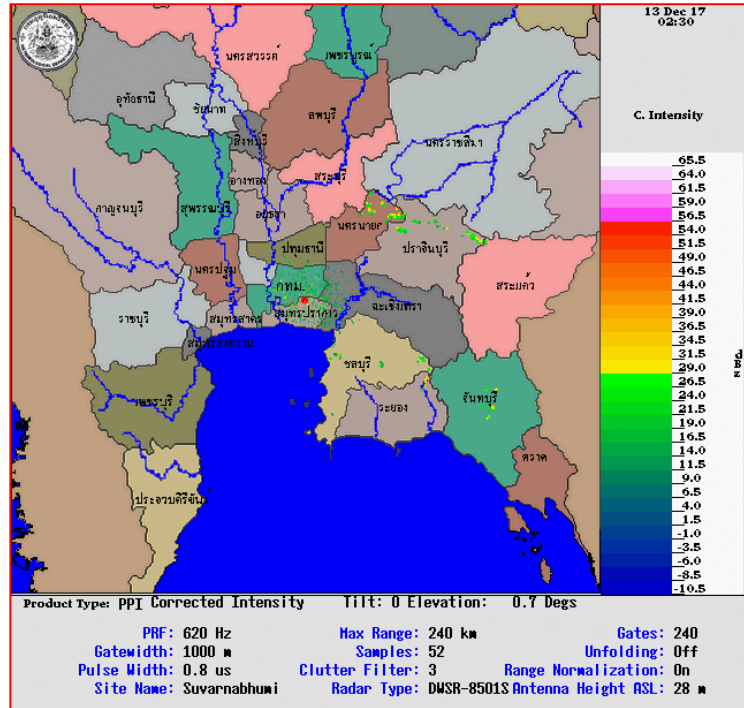 13 Dec 17
02:30
C. Intensity
นครสวรรค์
เพชรบูรณ์
อุทัยธานี
ชัยนาท
ลพบุรี
สิงห์บุรี
นครราชสีมา
อ่างทอง
สระบุรี
กาญจนบุรี
สุพรรณบุรี
อยุธยา
นครนายก
ปราจีนบุรี
ปทุมธานี
นครปฐม
กทม.
สระแก้ว
ราชบุรี
สมุทรสาคร
สมุทรปราการ
ฉะเชิงเทรา
สมุทรสงคราม
ชลบุรี
เพชรบุรี
ระยอง
จันทบุรี
ตราด
ประจวบคีรีขันธ์
65.5
64.0
61.5
59.0
56.5
54.0
51.5
49.0
46.5
44.0
41.5
39.0
36.5
34.0
31.5
29.0
26.5
24.0
21.5
19.0
16.5
14.0
11.5
9.0
6.5
4.0
1.5
-1.0
-3.5
-6.0
-8.5
-10.5
Product Type: PPI Corrected Intensity Tilt: 0 Elevation: 0.7 Degs
PRF: 620 Hz Max Range: 240 km Gates: 240
Gatewidth: 1000 m Samples: 52 Unfolding: Off
Pulse Width: 0.8 us Clutter Filter: 3 Range Normalization: On
Site Name: Suvarnabhumi Radar Type: DWSR-8501S Antenna Height ASL: 28 m